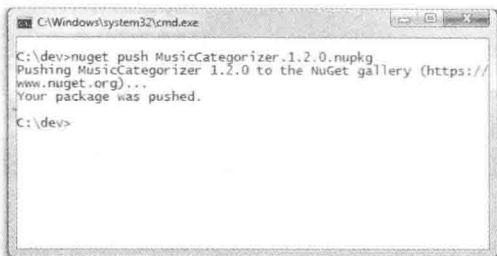 C:\Windows\system32\cmd.exe
C:\dev>nuget push MusicCategorizer.1.2.0.nupkg
Pushing MusicCategorizer 1.2.0 to the NuGet gallery (https://
www.nuget.org)...
Your package was pushed.
C:\dev>